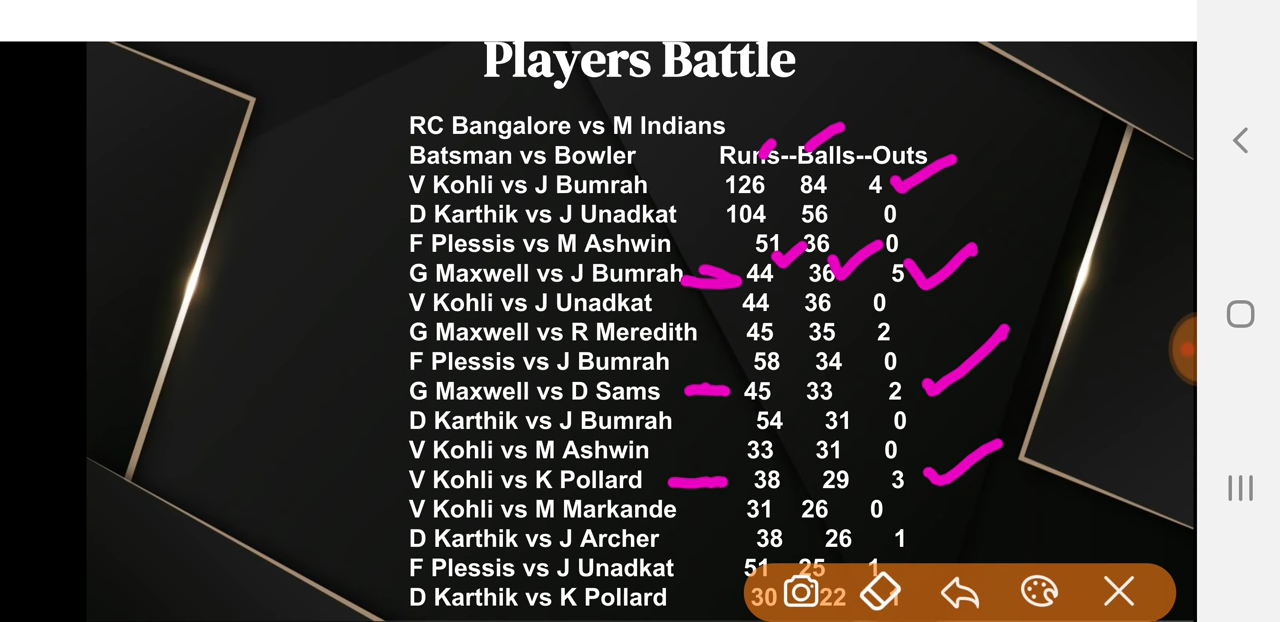 Players Battle
RC Bangalore vs M Indians
Batsman vs Bowler Runs--Balls--Outs
V Kohli vs J Bumrah 126 84 4
D Karthik vs J Unadkat 104 56 0
F Plessis vs M Ashwin 51 36 0
G Maxwell vs J Bumrah 44 36 5
V Kohli vs J Unadkat 44 36 0
G Maxwell vs R Meredith 45 35 2
F Plessis vs J Bumrah 58 34 0
G Maxwell vs D Sams 45 33 2
D Karthik vs J Bumrah 54 31 0
V Kohli vs M Ashwin 33 31 0
V Kohli vs K Pollard 38 29 3
V Kohli vs M Markande 31 26 0
D Karthik vs J Archer 38 26 1
F Plessis vs J Unadkat 51 25 1
D Karthik vs K Pollard 30 22 1